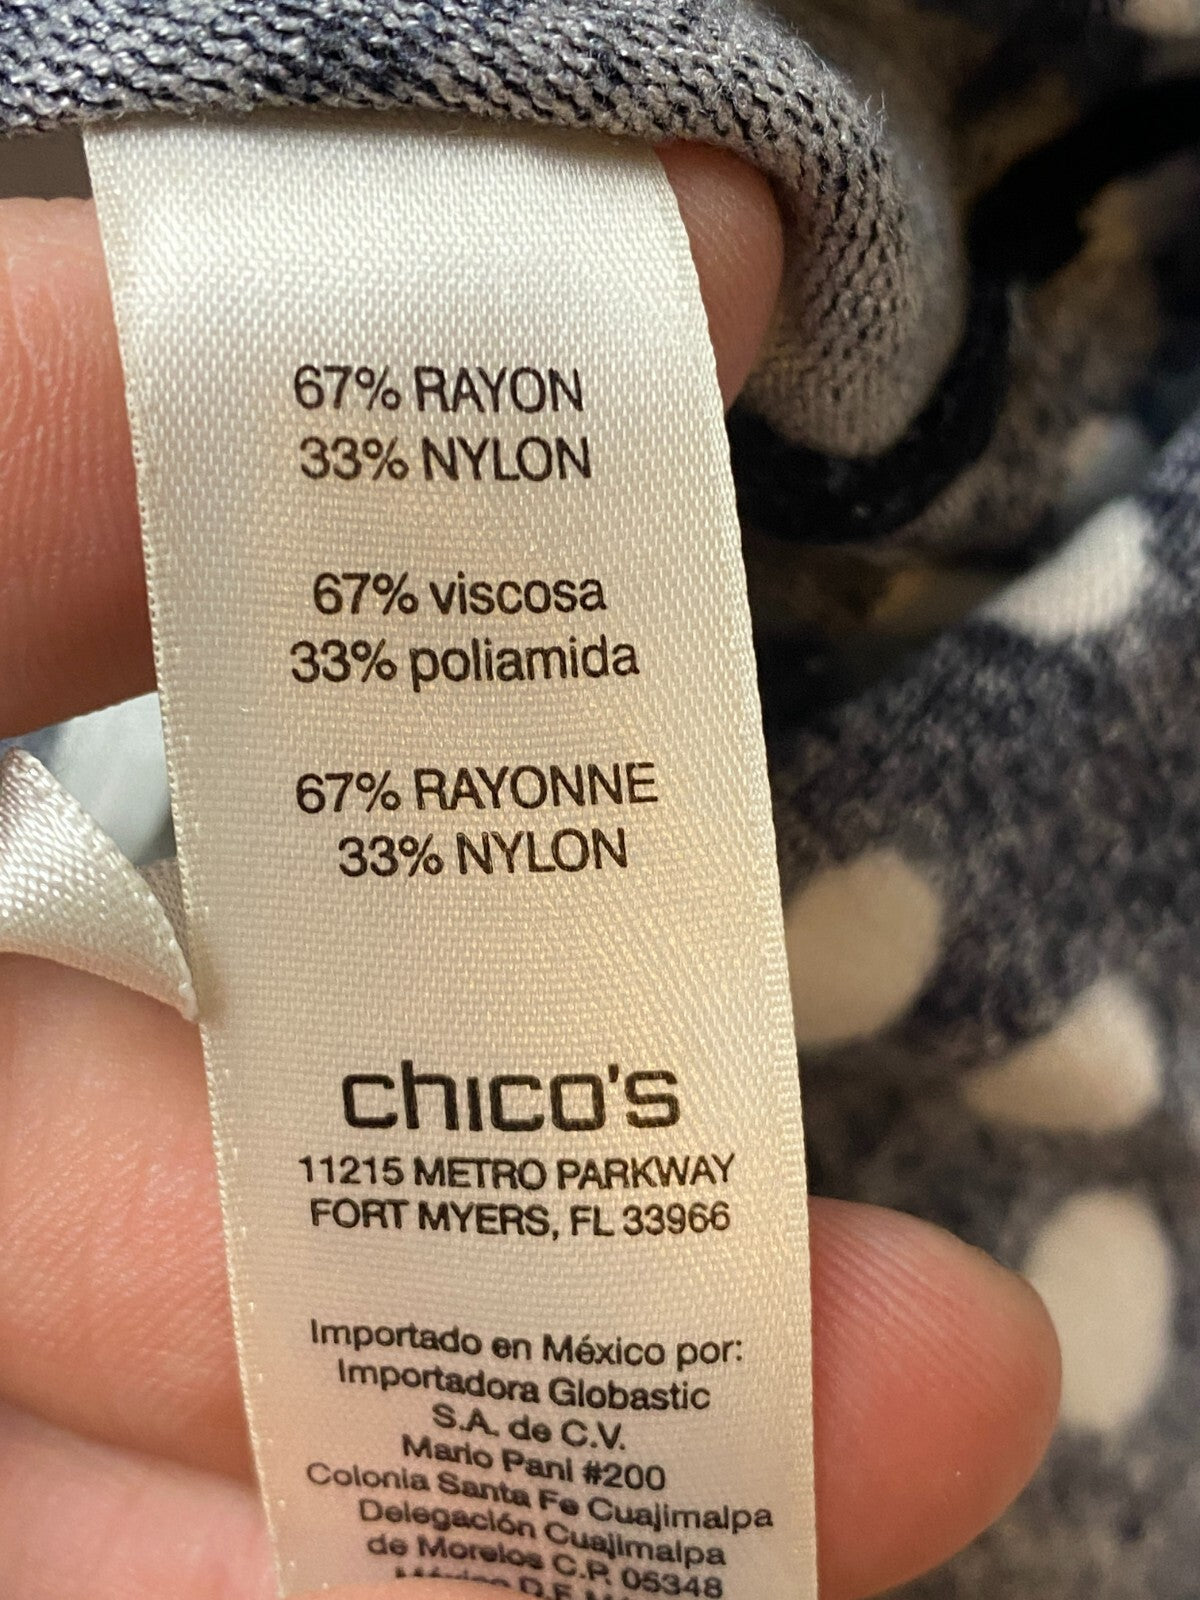 67% RAYON
33% NYLON
67% viscosa
33% poliamida
67% RAYONNE
33% NYLON
chico's
11215 METRO PARKWAY
FORT MYERS, FL 33966
Importado en México por:
Importadora Globastic
S.A. de C.V.
Mario Pani #200
Colonia Santa Fe Cuajimalpa
Delegación Cuajimalpa
de Morelos C.P. 05348
México D.F.